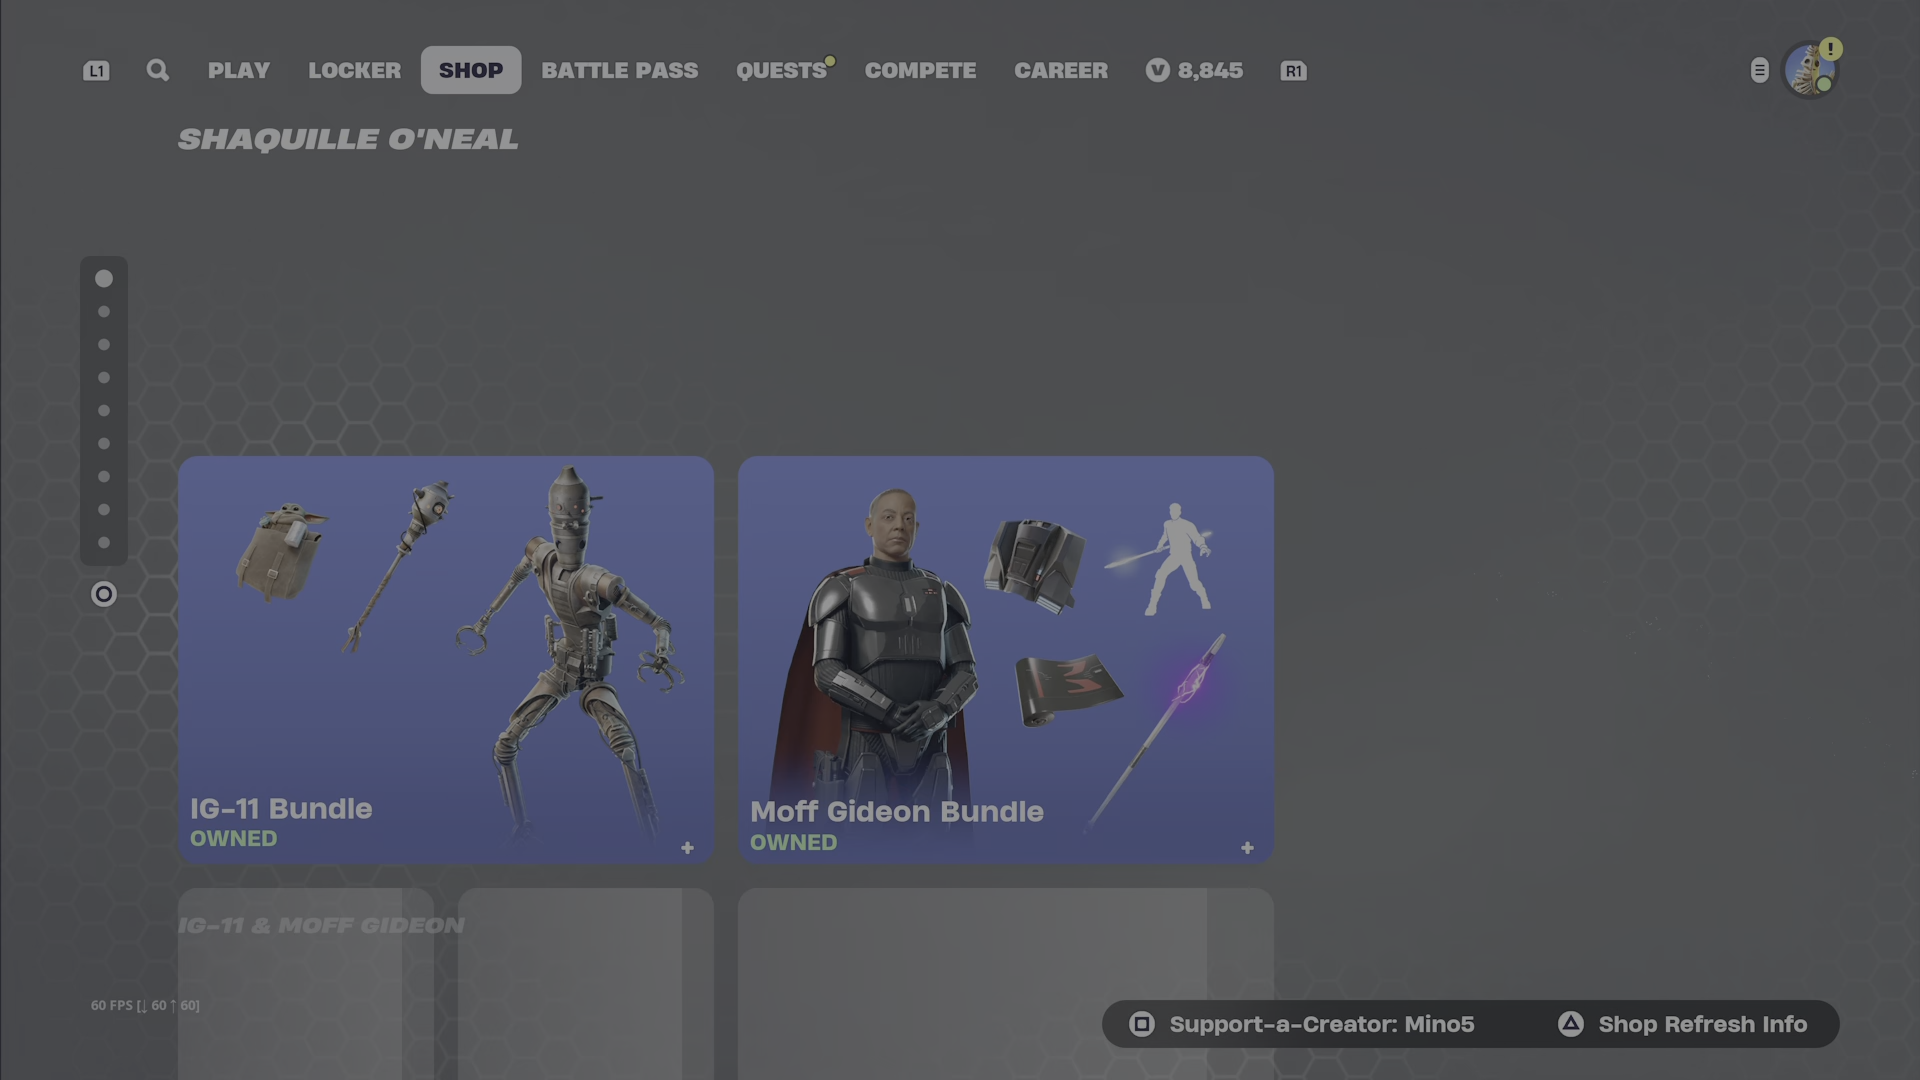 L1 PLAY LOCKER SHOP BATTLE PASS QUESTS COMPETE CAREER V 8,845 R1 !
SHAQUILLE O'NEAL
IG-11 Bundle
OWNED
+
Moff Gideon Bundle
OWNED
+
IG-11 & MOFF GIDEON
60 FPS [↓ 60 ↑ 60]
Support-a-Creator: Mino5 Shop Refresh Info